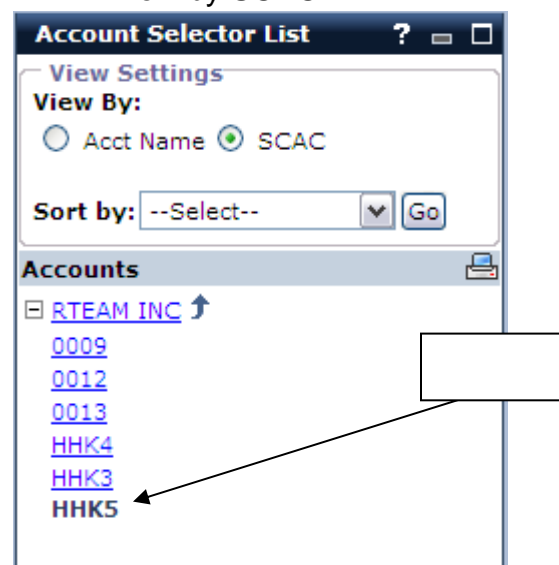 Account Selector List ?
View Settings
View By:
Acct Name SCAC
Sort by: --Select-- Go
Accounts
RTEAM INC
0009
0012
0013
HHK4
HHK3
HHK5